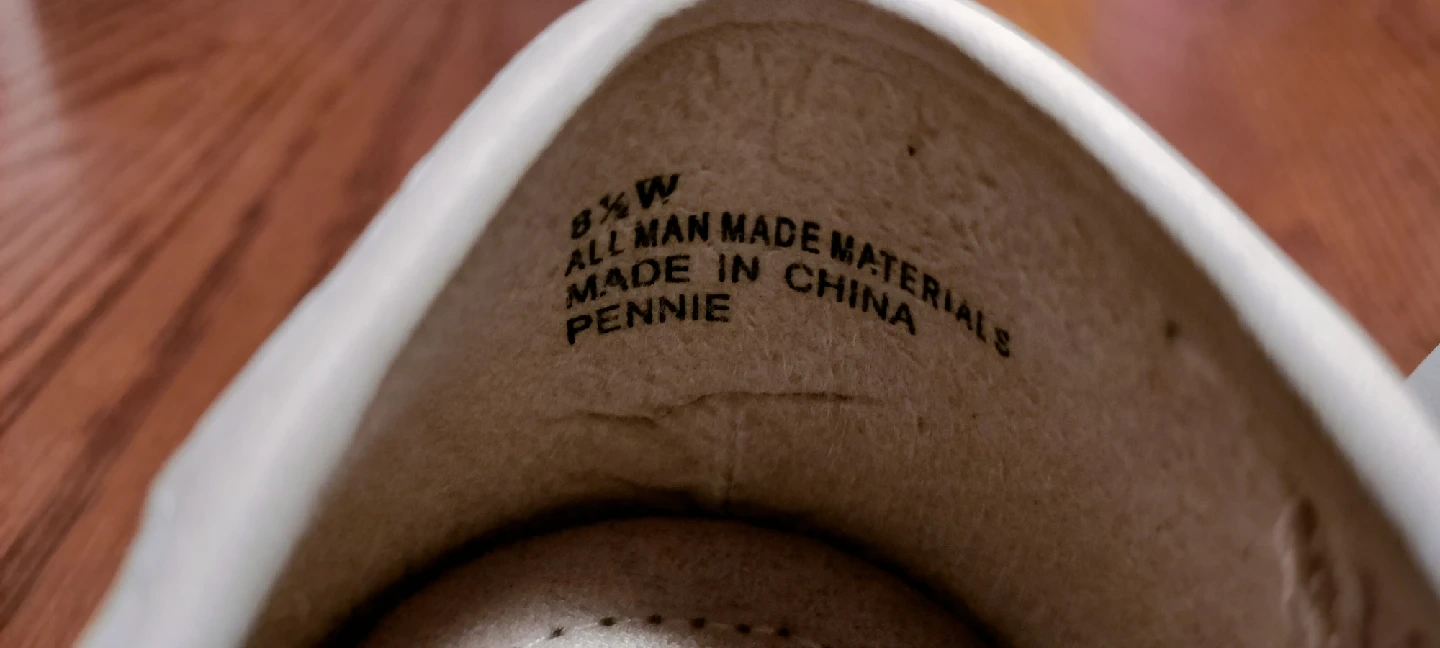 8½W
ALL MAN MADE MATERIALS
MADE IN CHINA
PENNIE